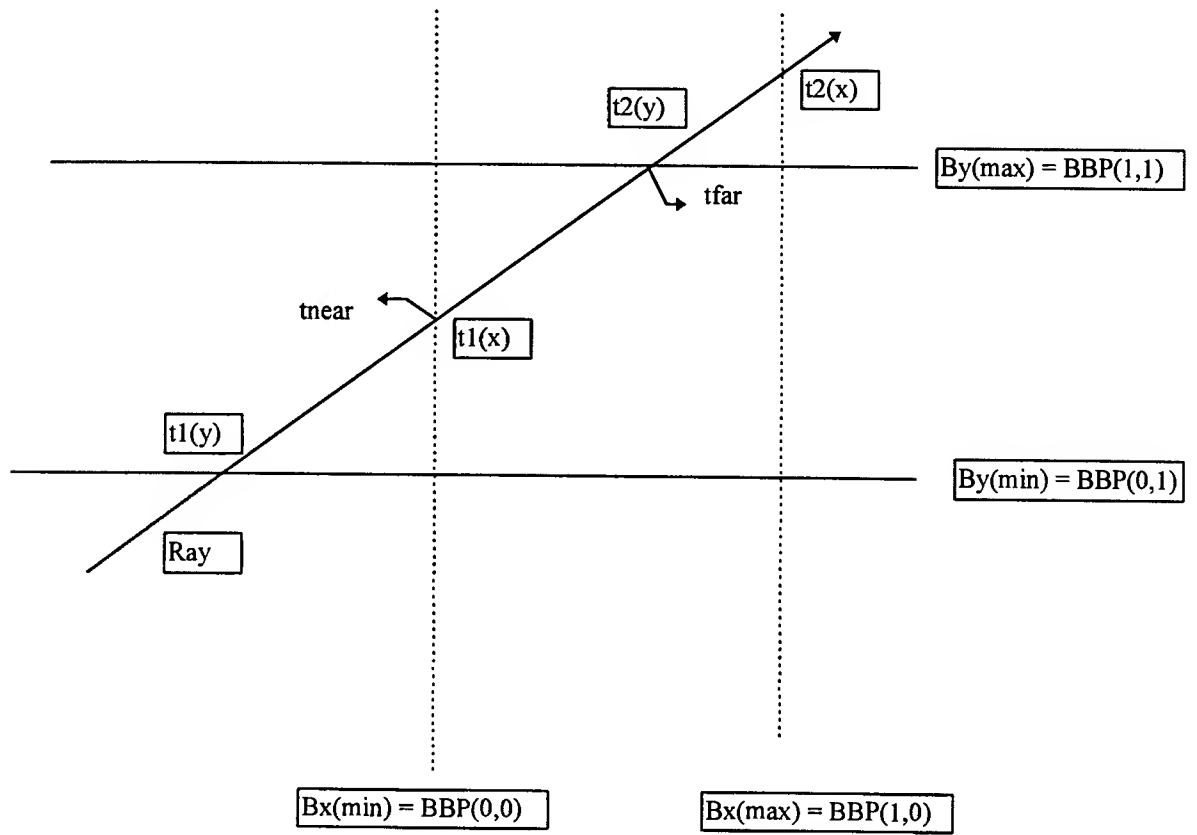 t2(y)
t2(x)
By(max) = BBP(1,1)
tfar
tnear
t1(x)
t1(y)
By(min) = BBP(0,1)
Ray
Bx(min) = BBP(0,0)
Bx(max) = BBP(1,0)